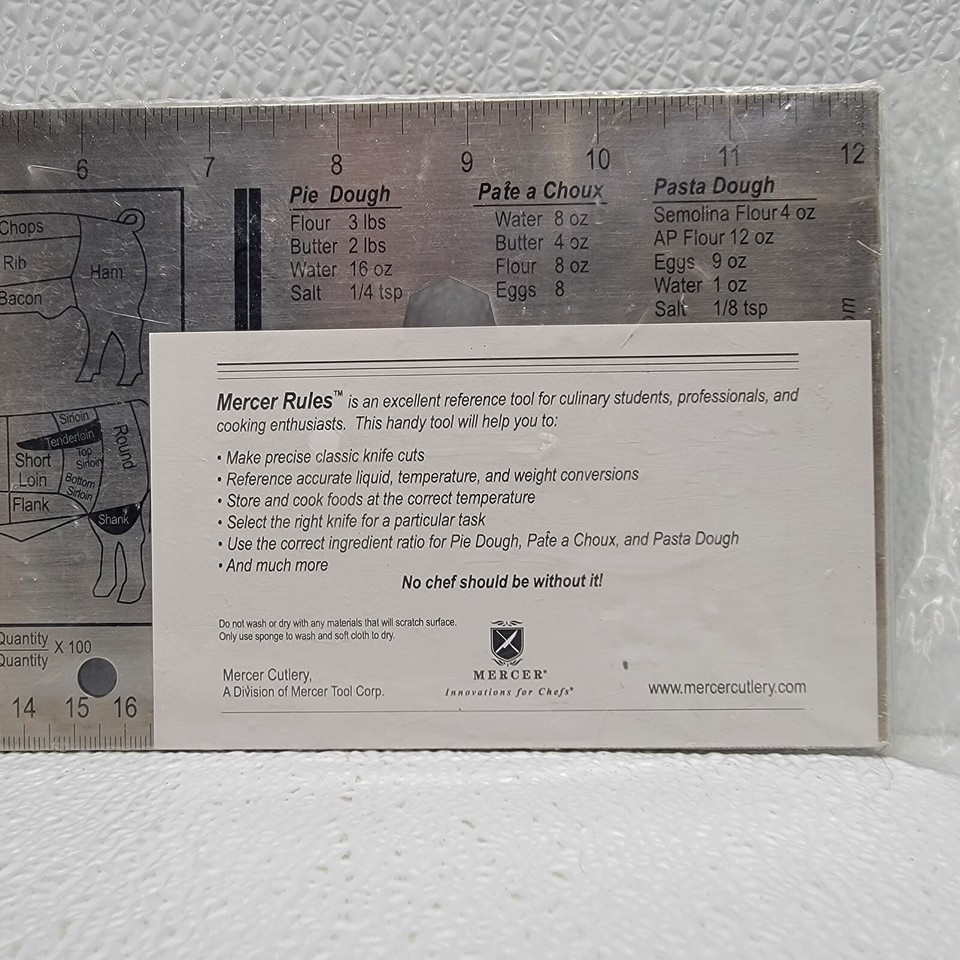 6 7 8 9 10 11 12
Pie Dough
Flour 3 lbs
Butter 2 lbs
Water 16 oz
Salt 1/4 tsp
Pate a Choux
Water 8 oz
Butter 4 oz
Flour 8 oz
Eggs 8
Pasta Dough
Semolina Flour 4 oz
AP Flour 12 oz
Eggs 9 oz
Water 1 oz
Salt 1/8 tsp
om
Chops
Rib
Ham
Bacon
Sirloin
Tenderloin
Top
Sirloin
Round
Short
Loin
Bottom
Sirloin
Flank
Shank
Quantity
Quantity
X 100
14 15 16
Mercer Rules™ is an excellent reference tool for culinary students, professionals, and
cooking enthusiasts. This handy tool will help you to:
• Make precise classic knife cuts
• Reference accurate liquid, temperature, and weight conversions
• Store and cook foods at the correct temperature
• Select the right knife for a particular task
• Use the correct ingredient ratio for Pie Dough, Pate a Choux, and Pasta Dough
• And much more
No chef should be without it!
Do not wash or dry with any materials that will scratch surface.
Only use sponge to wash and soft cloth to dry.
Mercer Cutlery,
A Division of Mercer Tool Corp.
MERCER®
Innovations for Chefs®
www.mercercutlery.com